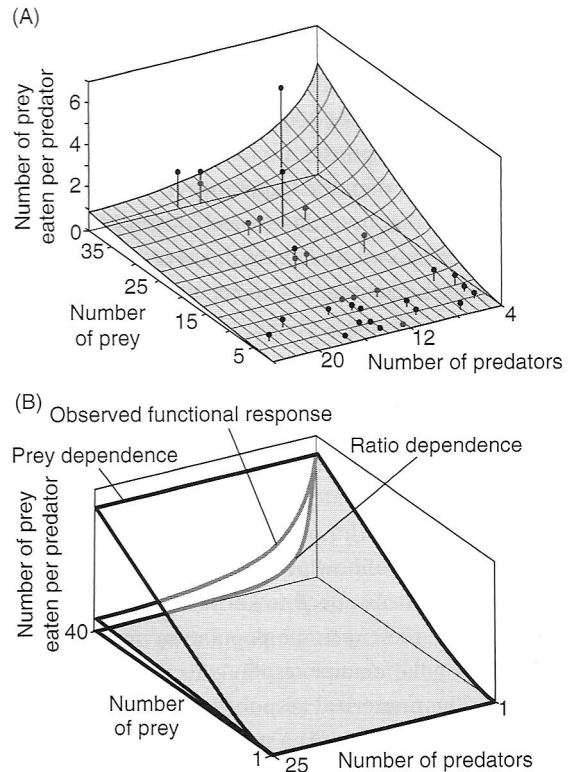 (A)
Number of prey
eaten per predator
6
4
2
0
35
25
15
5
Number
of prey
20
12
4
Number of predators
(B)
Observed functional response
Prey dependence
Ratio dependence
Number of prey
eaten per predator
40
Number
of prey
1
25
1
Number of predators